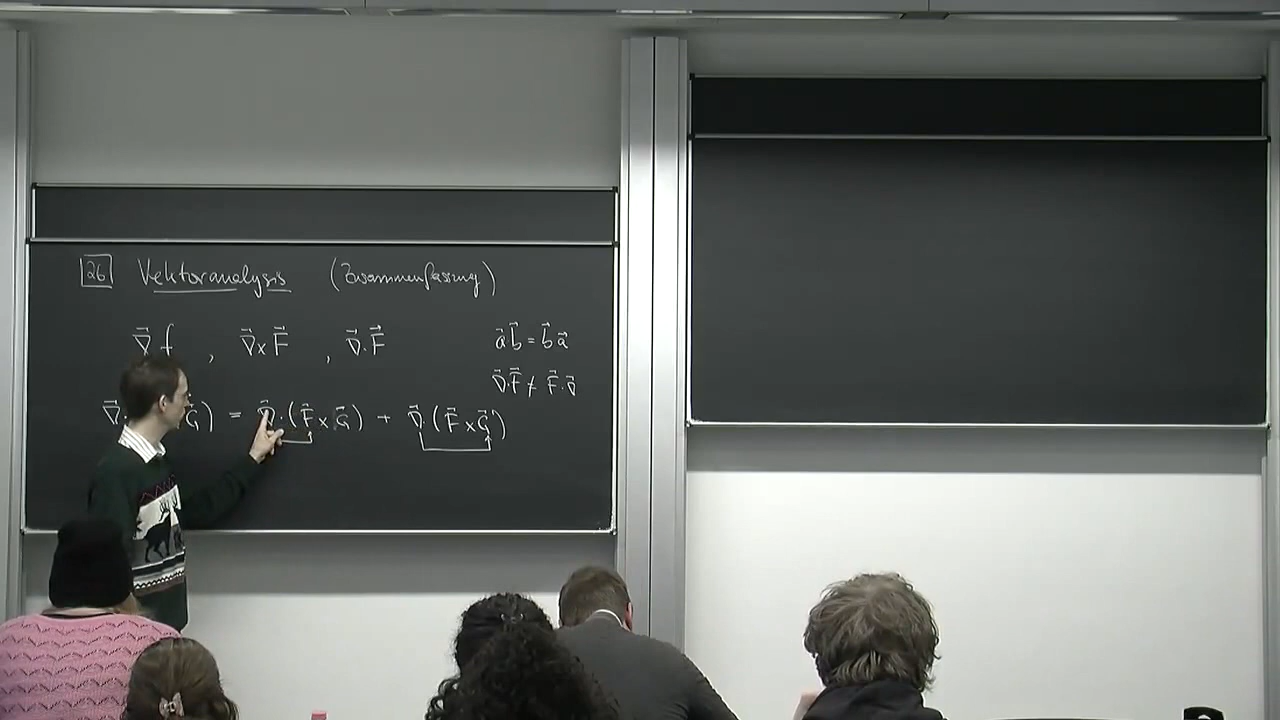 26 Vektoranalysis (Zusammenfassung)
∇⃗ f , ∇⃗ × F⃗ , ∇⃗ · F⃗
a⃗ b⃗ = b⃗ a⃗
∇⃗ · F⃗ ≠ F⃗ · ∇⃗
∇⃗ · G⃗ ) = ∇⃗ · ( F⃗ × G⃗ ) + ∇⃗ · ( F⃗ × G⃗ )